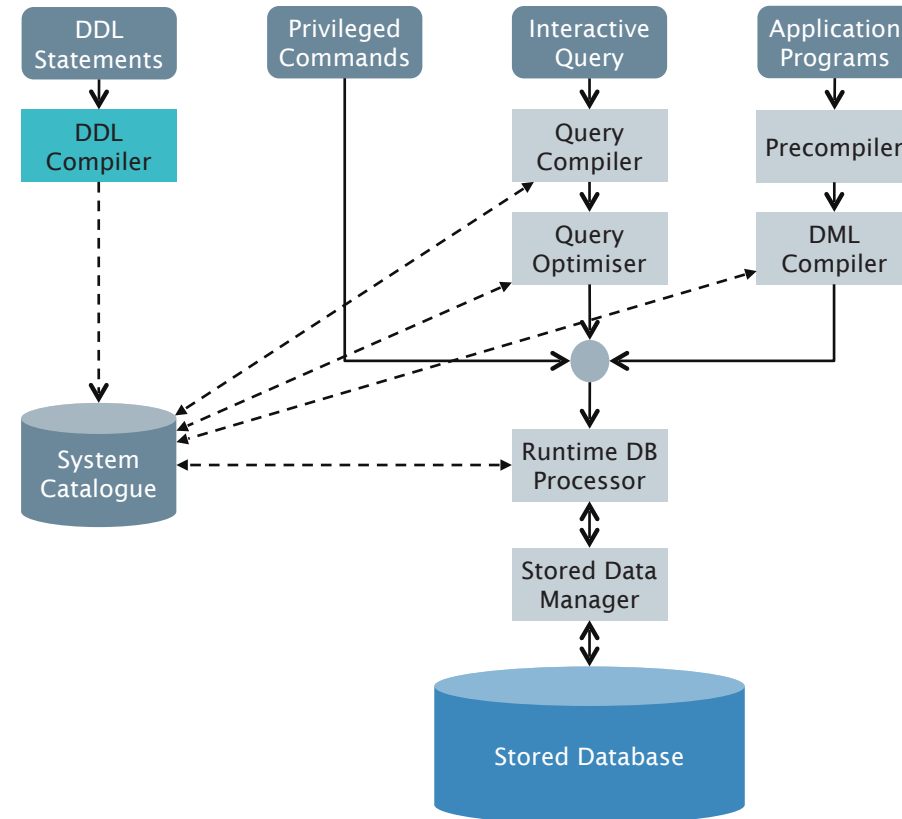 DDL
Statements
Privileged
Commands
Interactive
Query
Application
Programs
DDL
Compiler
Query
Compiler
Precompiler
Query
Optimiser
DML
Compiler
System
Catalogue
Runtime DB
Processor
Stored Data
Manager
Stored Database